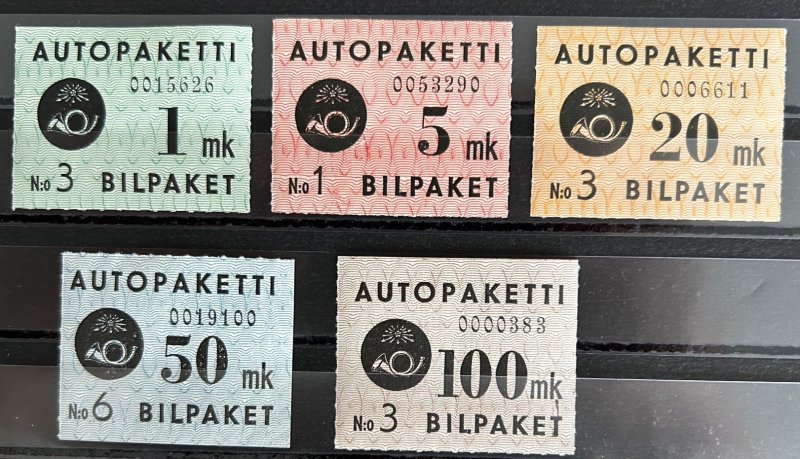 AUTOPAKETTI
0015626
1 mk
N:o 3 BILPAKET
AUTOPAKETTI
0053290
5 mk
N:o 1 BILPAKET
AUTOPAKETTI
0006611
20 mk
N:o 3 BILPAKET
AUTOPAKETTI
0019100
50 mk
N:o 6 BILPAKET
AUTOPAKETTI
0000383
100 mk
N:o 3 BILPAKET